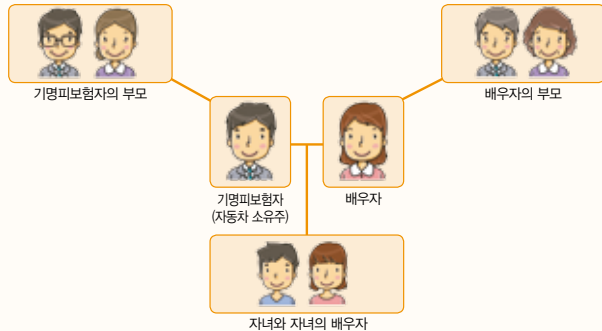 기명피보험자의 부모
배우자의 부모
기명피보험자
(자동차 소유주)
배우자
자녀와 자녀의 배우자